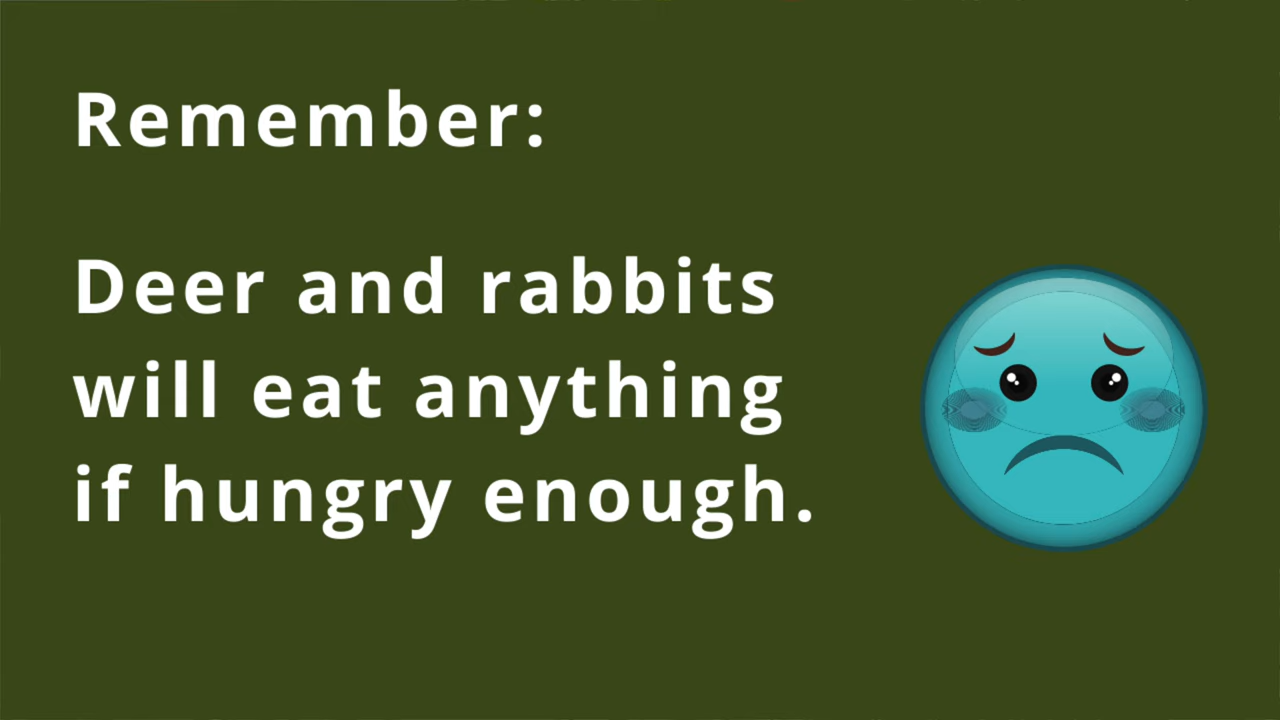 Remember:
Deer and rabbits
will eat anything
if hungry enough.